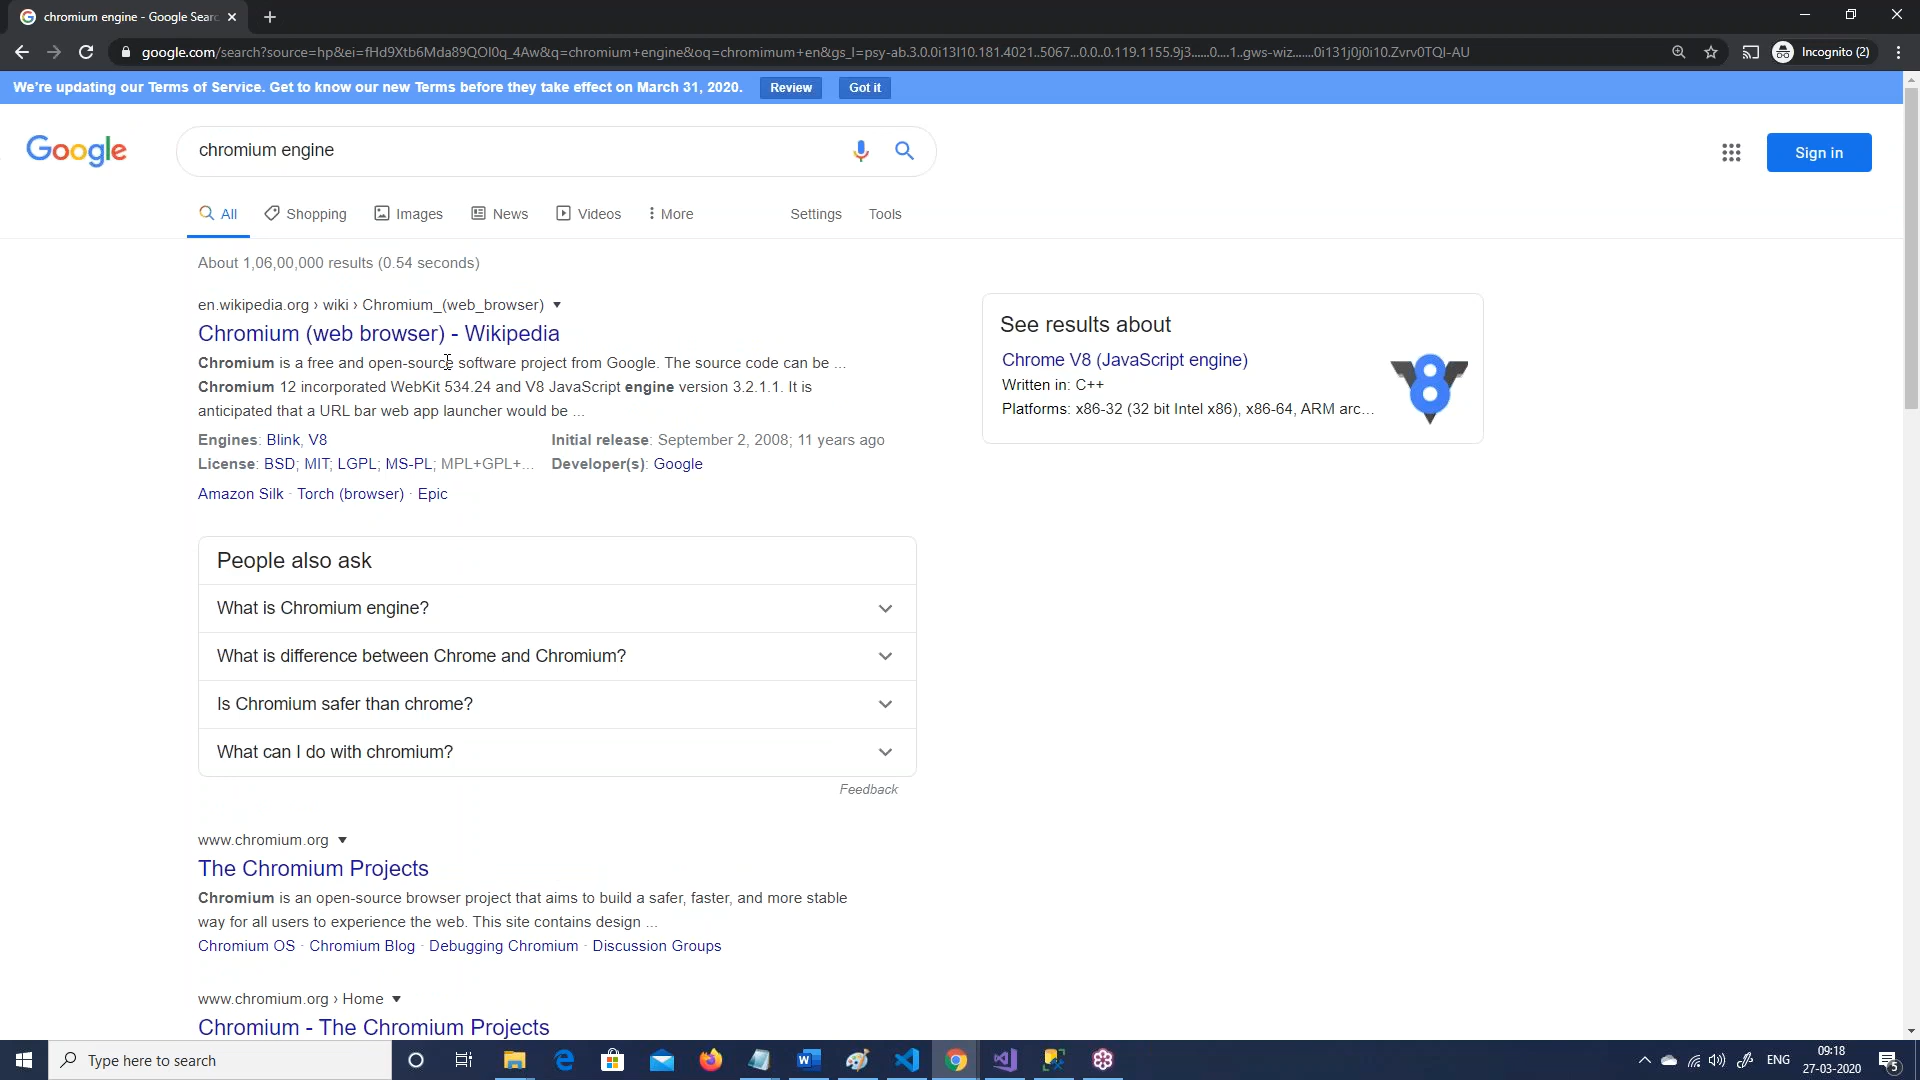 chromium engine - Google Searc
google.com/search?source=hp&ei=fHd9Xtb6Mda89QOI0q_4Aw&q=chromium+engine&oq=chromimum+en&gs_l=psy-ab.3.0.0i13l10.181.4021..5067...0.0..0.119.1155.9j3......0....1..gws-wiz.......0i131j0j0i10.Zvrv0TQl-AU
Incognito (2)
We're updating our Terms of Service. Get to know our new Terms before they take effect on March 31, 2020.
Review
Got it
Google
chromium engine
Sign in
All
Shopping
Images
News
Videos
More
Settings
Tools
About 1,06,00,000 results (0.54 seconds)
en.wikipedia.org › wiki › Chromium_(web_browser)
Chromium (web browser) - Wikipedia
Chromium is a free and open-source software project from Google. The source code can be ...
Chromium 12 incorporated WebKit 534.24 and V8 JavaScript engine version 3.2.1.1. It is
anticipated that a URL bar web app launcher would be ...
Engines: Blink, V8
Initial release: September 2, 2008; 11 years ago
License: BSD; MIT; LGPL; MS-PL; MPL+GPL+...
Developer(s): Google
Amazon Silk · Torch (browser) · Epic
See results about
Chrome V8 (JavaScript engine)
Written in: C++
Platforms: x86-32 (32 bit Intel x86), x86-64, ARM arc...
8
People also ask
What is Chromium engine?
What is difference between Chrome and Chromium?
Is Chromium safer than chrome?
What can I do with chromium?
Feedback
www.chromium.org
The Chromium Projects
Chromium is an open-source browser project that aims to build a safer, faster, and more stable
way for all users to experience the web. This site contains design ...
Chromium OS · Chromium Blog · Debugging Chromium · Discussion Groups
www.chromium.org › Home
Chromium - The Chromium Projects
Type here to search
ENG
09:18
27-03-2020
5